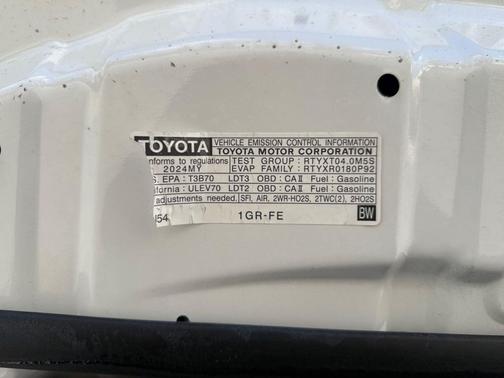 TOYOTA VEHICLE EMISSION CONTROL INFORMATION
TOYOTA MOTOR CORPORATION
nforms to regulations TEST GROUP: RTYXT04.0M5S
2024MY EVAP FAMILY: RTYXR0180P92
S. EPA: T3B70 LDT3 OBD: CAⅡ Fuel: Gasoline
ifornia: ULEV70 LDT2 OBD: CAⅡ Fuel: Gasoline
adjustments needed. SFI, AIR, 2WR-HO2S, 2TWC(2), 2HO2S
54 1GR-FE BW